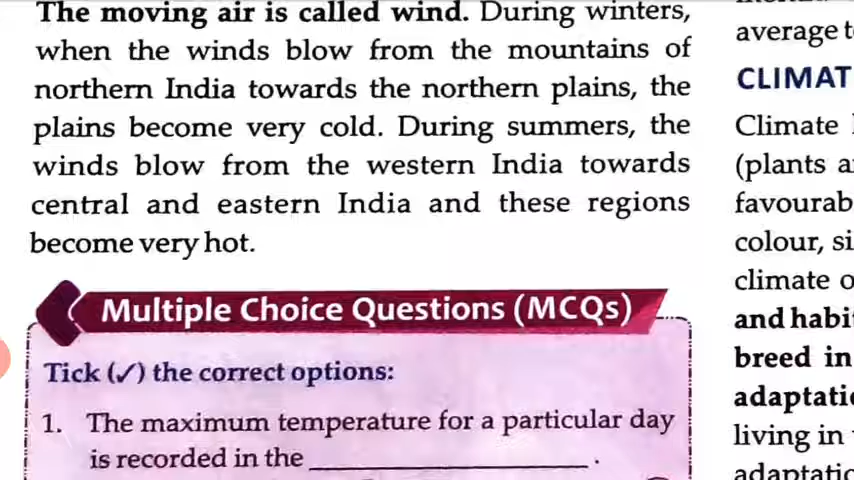 The moving air is called wind. During winters,
when the winds blow from the mountains of
northern India towards the northern plains, the
plains become very cold. During summers, the
winds blow from the western India towards
central and eastern India and these regions
become very hot.
Multiple Choice Questions (MCQs)
Tick (✓) the correct options:
1. The maximum temperature for a particular day
is recorded in the ____________________ .
average t
CLIMAT
Climate
(plants a
favourab
colour, si
climate o
and habi
breed in
adaptati
living in
adaptatio